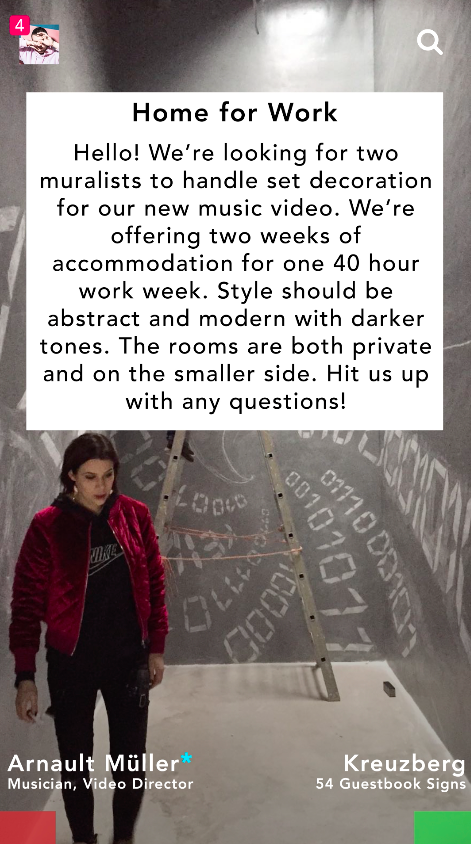 4
Home for Work
Hello! We’re looking for two
muralists to handle set decoration
for our new music video. We’re
offering two weeks of
accommodation for one 40 hour
work week. Style should be
abstract and modern with darker
tones. The rooms are both private
and on the smaller side. Hit us up
with any questions!
NIKE
Arnault Müller*
Musician, Video Director
Kreuzberg
54 Guestbook Signs